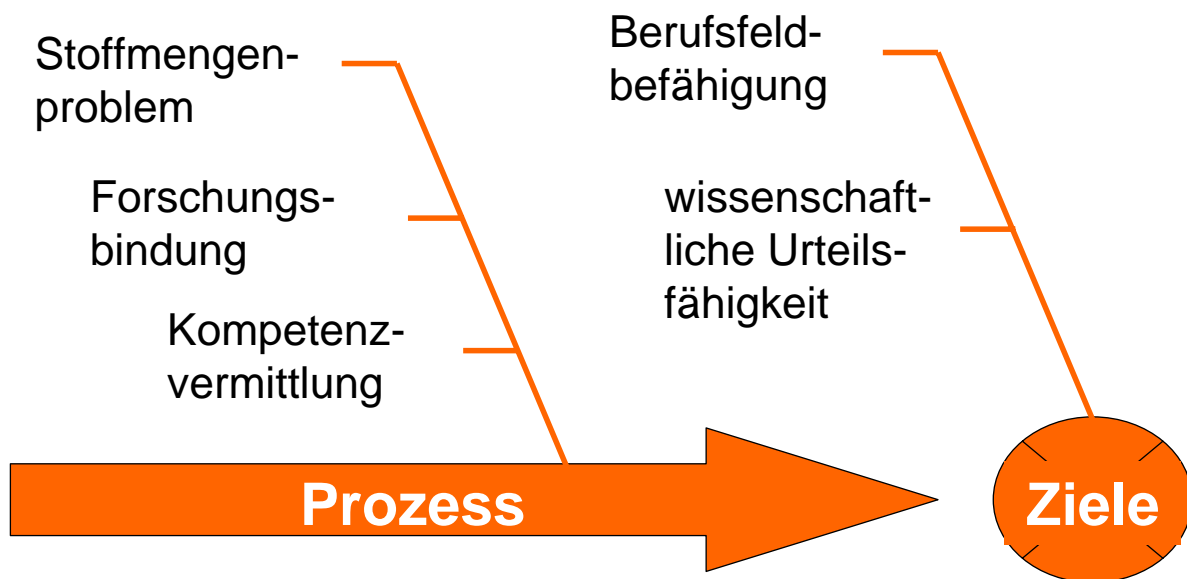 Stoffmengen-
problem
Forschungs-
bindung
Kompetenz-
vermittlung
Berufsfeld-
befähigung
wissenschaft-
liche Urteils-
fähigkeit
Prozess
Ziele